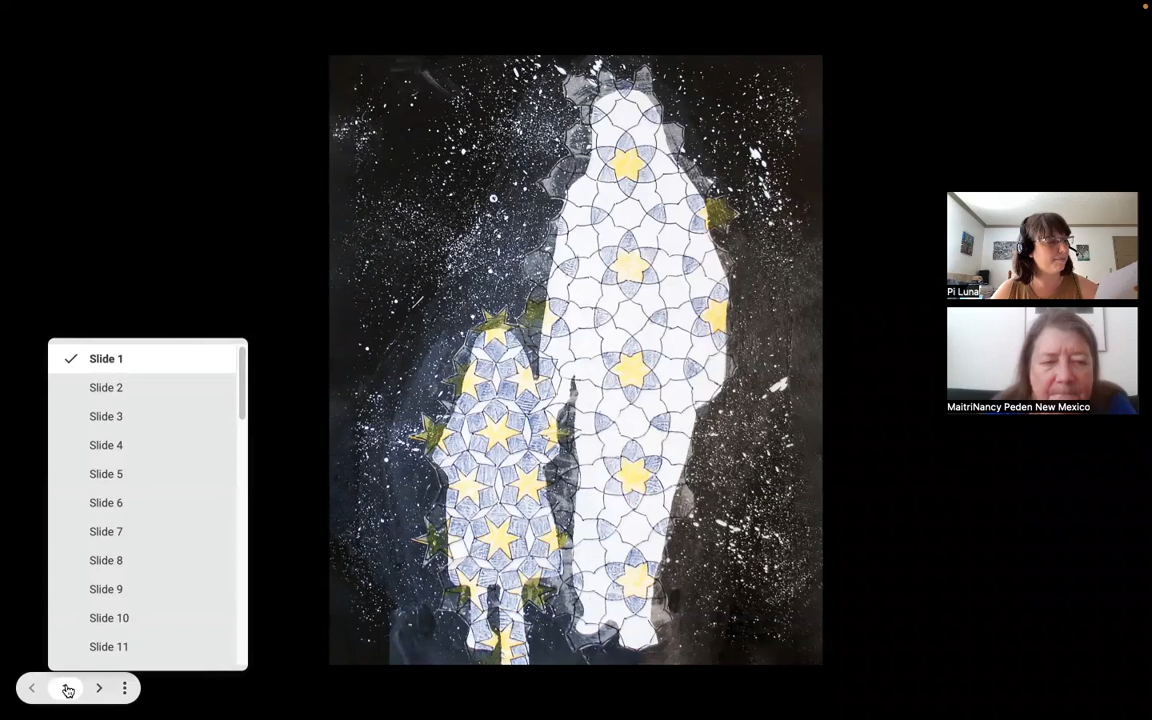 Slide 1
Slide 2
Slide 3
Slide 4
Slide 5
Slide 6
Slide 7
Slide 8
Slide 9
Slide 10
Slide 11
Pi Luna
MaitriNancy Peden New Mexico